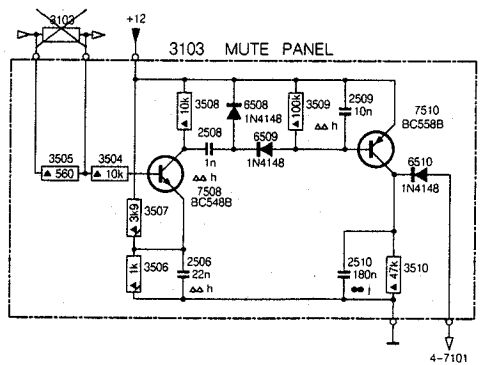 3103
+12
3103 MUTE PANEL
10k
3508
6508
1N4148
100k
3509
2509
10n
△△ h
7510
BC558B
2508
1n
△△ h
6509
1N4148
3505
560
3504
10k
7508
BC548B
6510
1N4148
3k9
3507
1k
3506
2506
22n
△△ h
2510
180n
●● j
47k
3510
4-7101